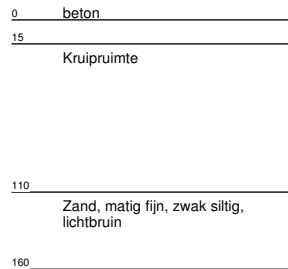 0 beton
15
Kruipruimte
110
Zand, matig fijn, zwak siltig,
lichtbruin
160